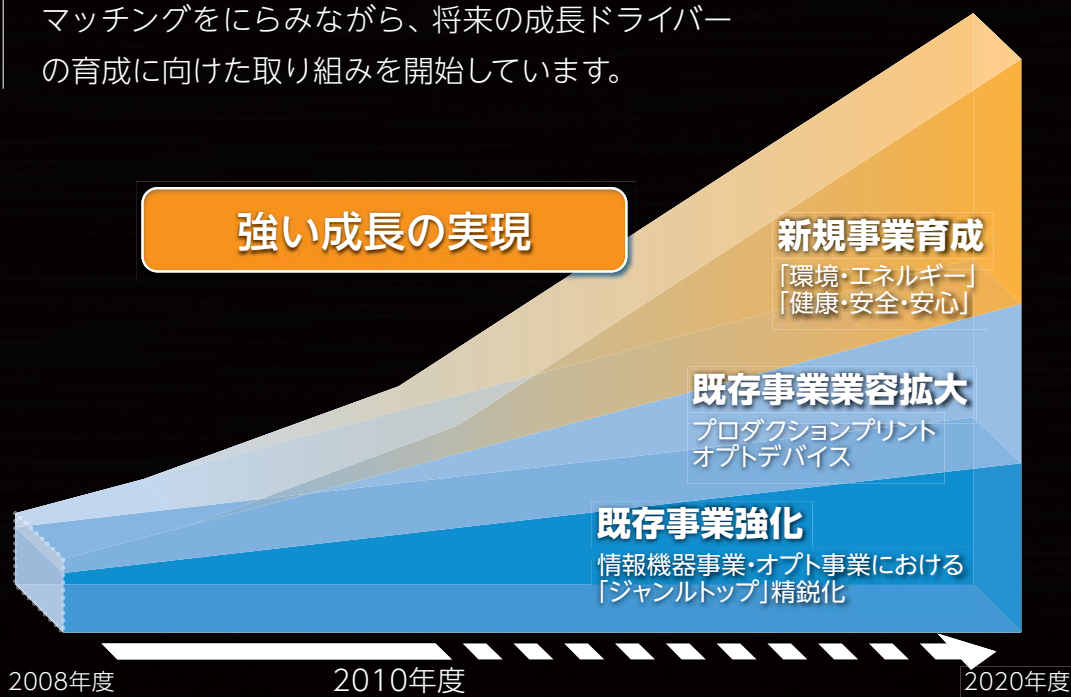 マッチングをにらみながら、将来の成長ドライバー
の育成に向けた取り組みを開始しています。
強い成長の実現
新規事業育成
「環境・エネルギー」
「健康・安全・安心」
既存事業業容拡大
プロダクションプリント
オプトデバイス
既存事業強化
情報機器事業・オプト事業における
「ジャンルトップ」精鋭化
2008年度
2010年度
2020年度